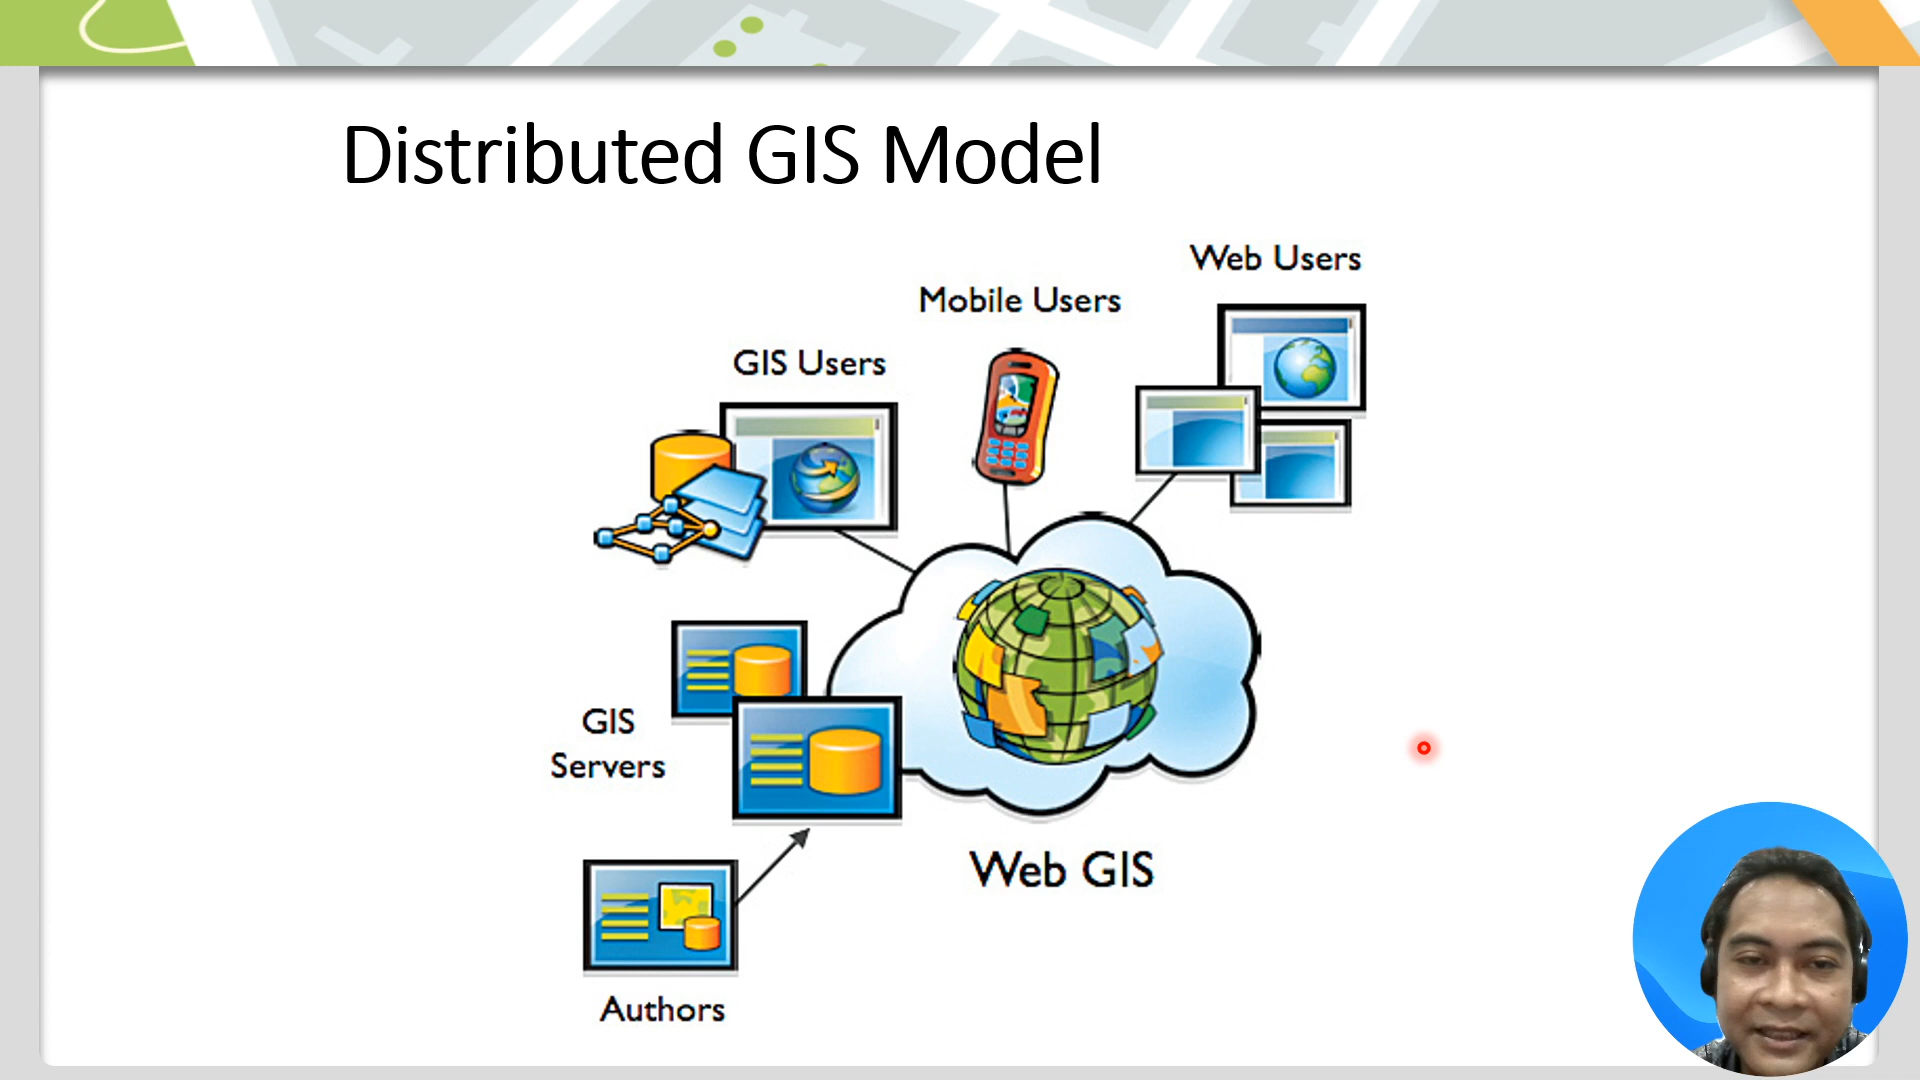 Distributed GIS Model
Web Users
Mobile Users
GIS Users
GIS
Servers
Web GIS
Authors